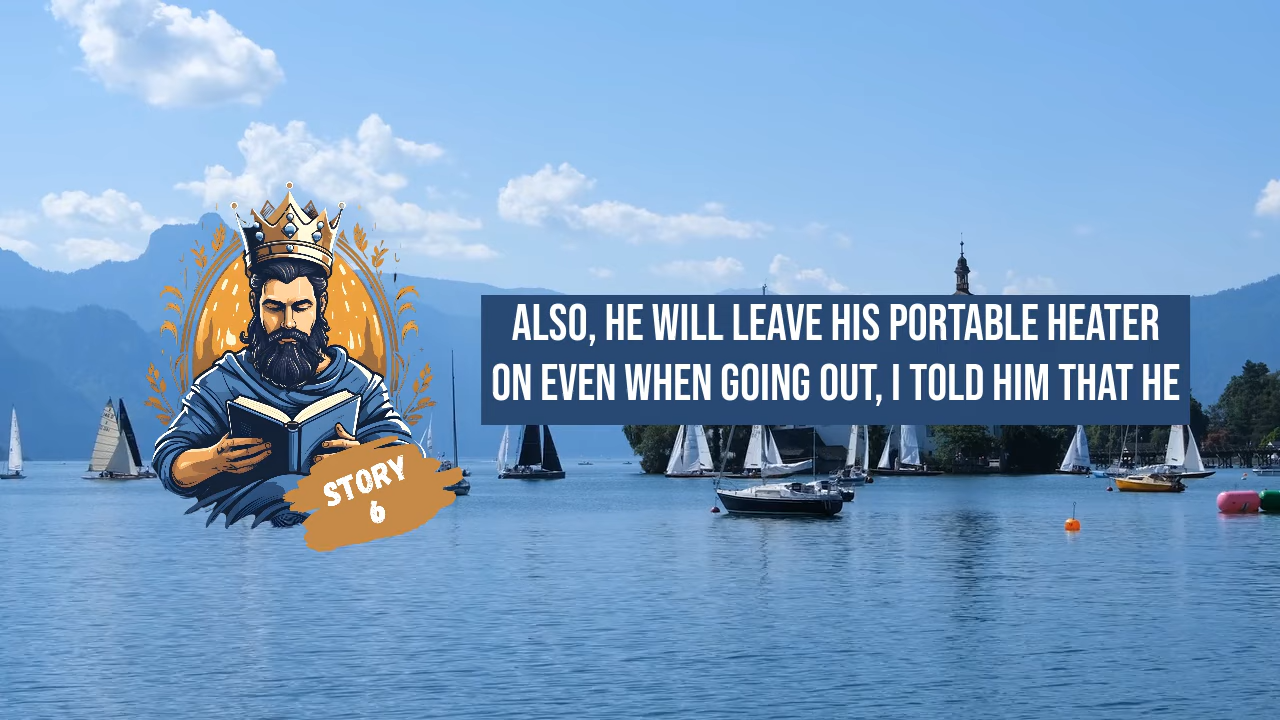 ALSO, HE WILL LEAVE HIS PORTABLE HEATER
ON EVEN WHEN GOING OUT, I TOLD HIM THAT HE
STORY
6